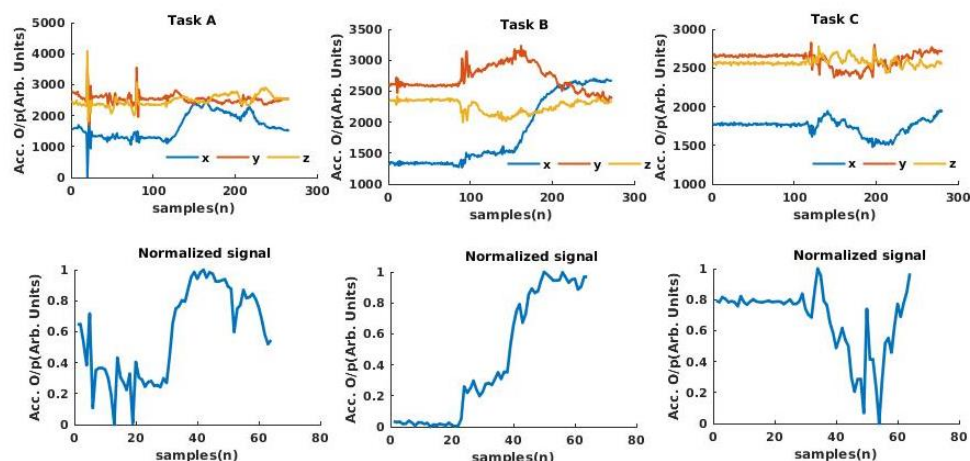 Task A
Acc. O/p(Arb. Units)
5000
4000
3000
2000
1000
0
x y z
0 100 200 300
samples(n)
Task B
3500
3000
2500
2000
1500
1000
x y z
0 100 200 300
samples(n)
Task C
Acc. O/p(Arb. Units)
3000
2500
2000
1500
1000
x y z
0 100 200 300
samples(n)
Normalized signal
Acc. O/p(Arb. Units)
1
0.8
0.6
0.4
0.2
0
0 20 40 60 80
samples(n)
Normalized signal
Acc. O/p(Arb. Units)
1
0.8
0.6
0.4
0.2
0
0 20 40 60 80
samples(n)
Normalized signal
Acc. O/p(Arb. Units)
1
0.8
0.6
0.4
0.2
0
0 20 40 60 80
samples(n)